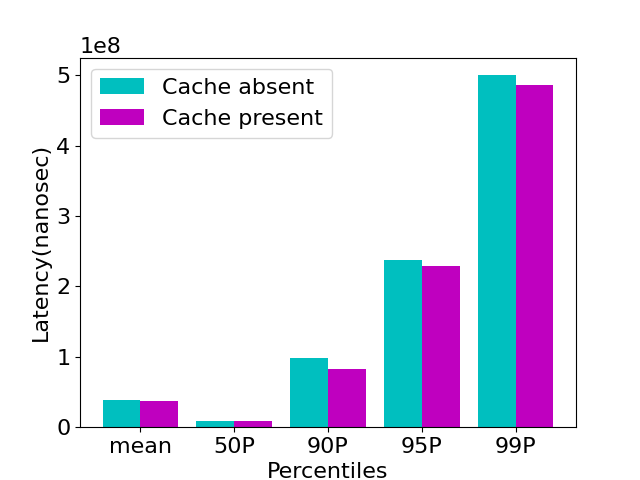 1e8
5
4
3
2
1
0
Latency(nanosec)
Cache absent
Cache present
mean 50P 90P 95P 99P
Percentiles